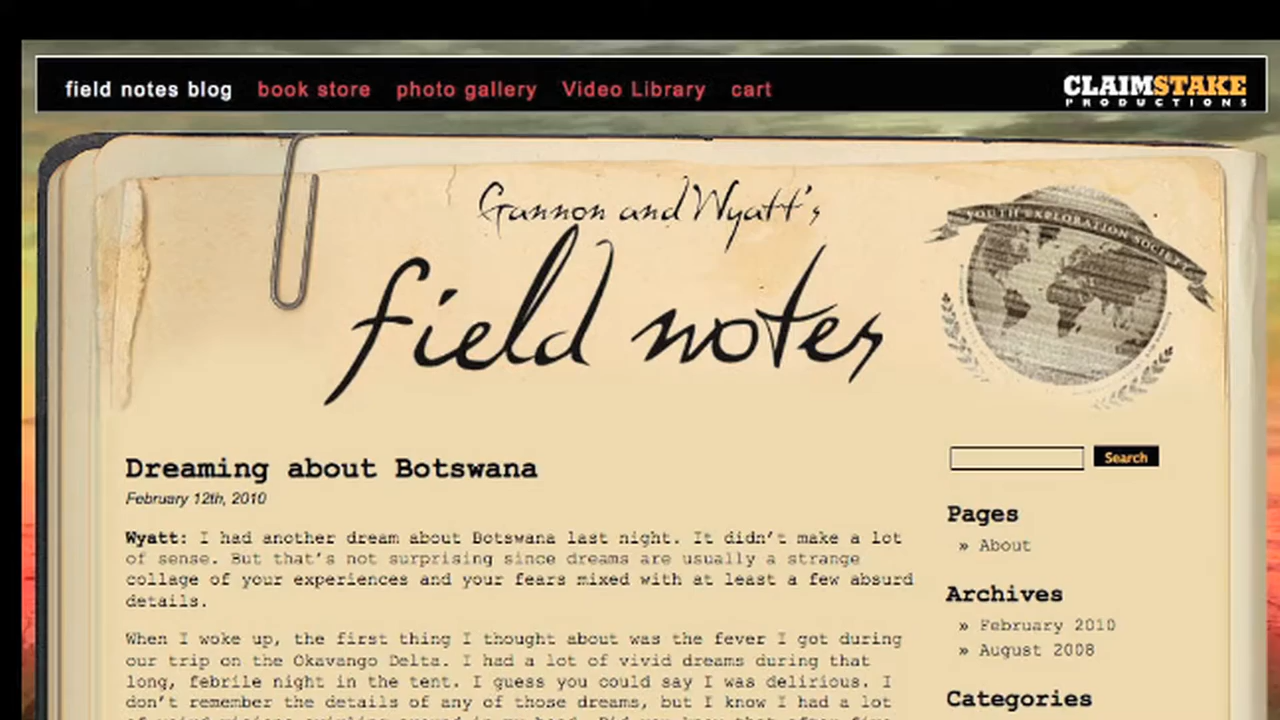 field notes blog book store photo gallery Video Library cart
CLAIMSTAKE
PRODUCTIONS
Gannon and Wyatt's
field notes
YOUTH EXPLORATION SOCIETY
Search
Dreaming about Botswana
February 12th, 2010
Wyatt: I had another dream about Botswana last night. It didn't make a lot
of sense. But that's not surprising since dreams are usually a strange
collage of your experiences and your fears mixed with at least a few absurd
details.
When I woke up, the first thing I thought about was the fever I got during
our trip on the Okavango Delta. I had a lot of vivid dreams during that
long, febrile night in the tent. I guess you could say I was delirious. I
don't remember the details of any of those dreams, but I know I had a lot
Pages
» About
Archives
» February 2010
» August 2008
Categories